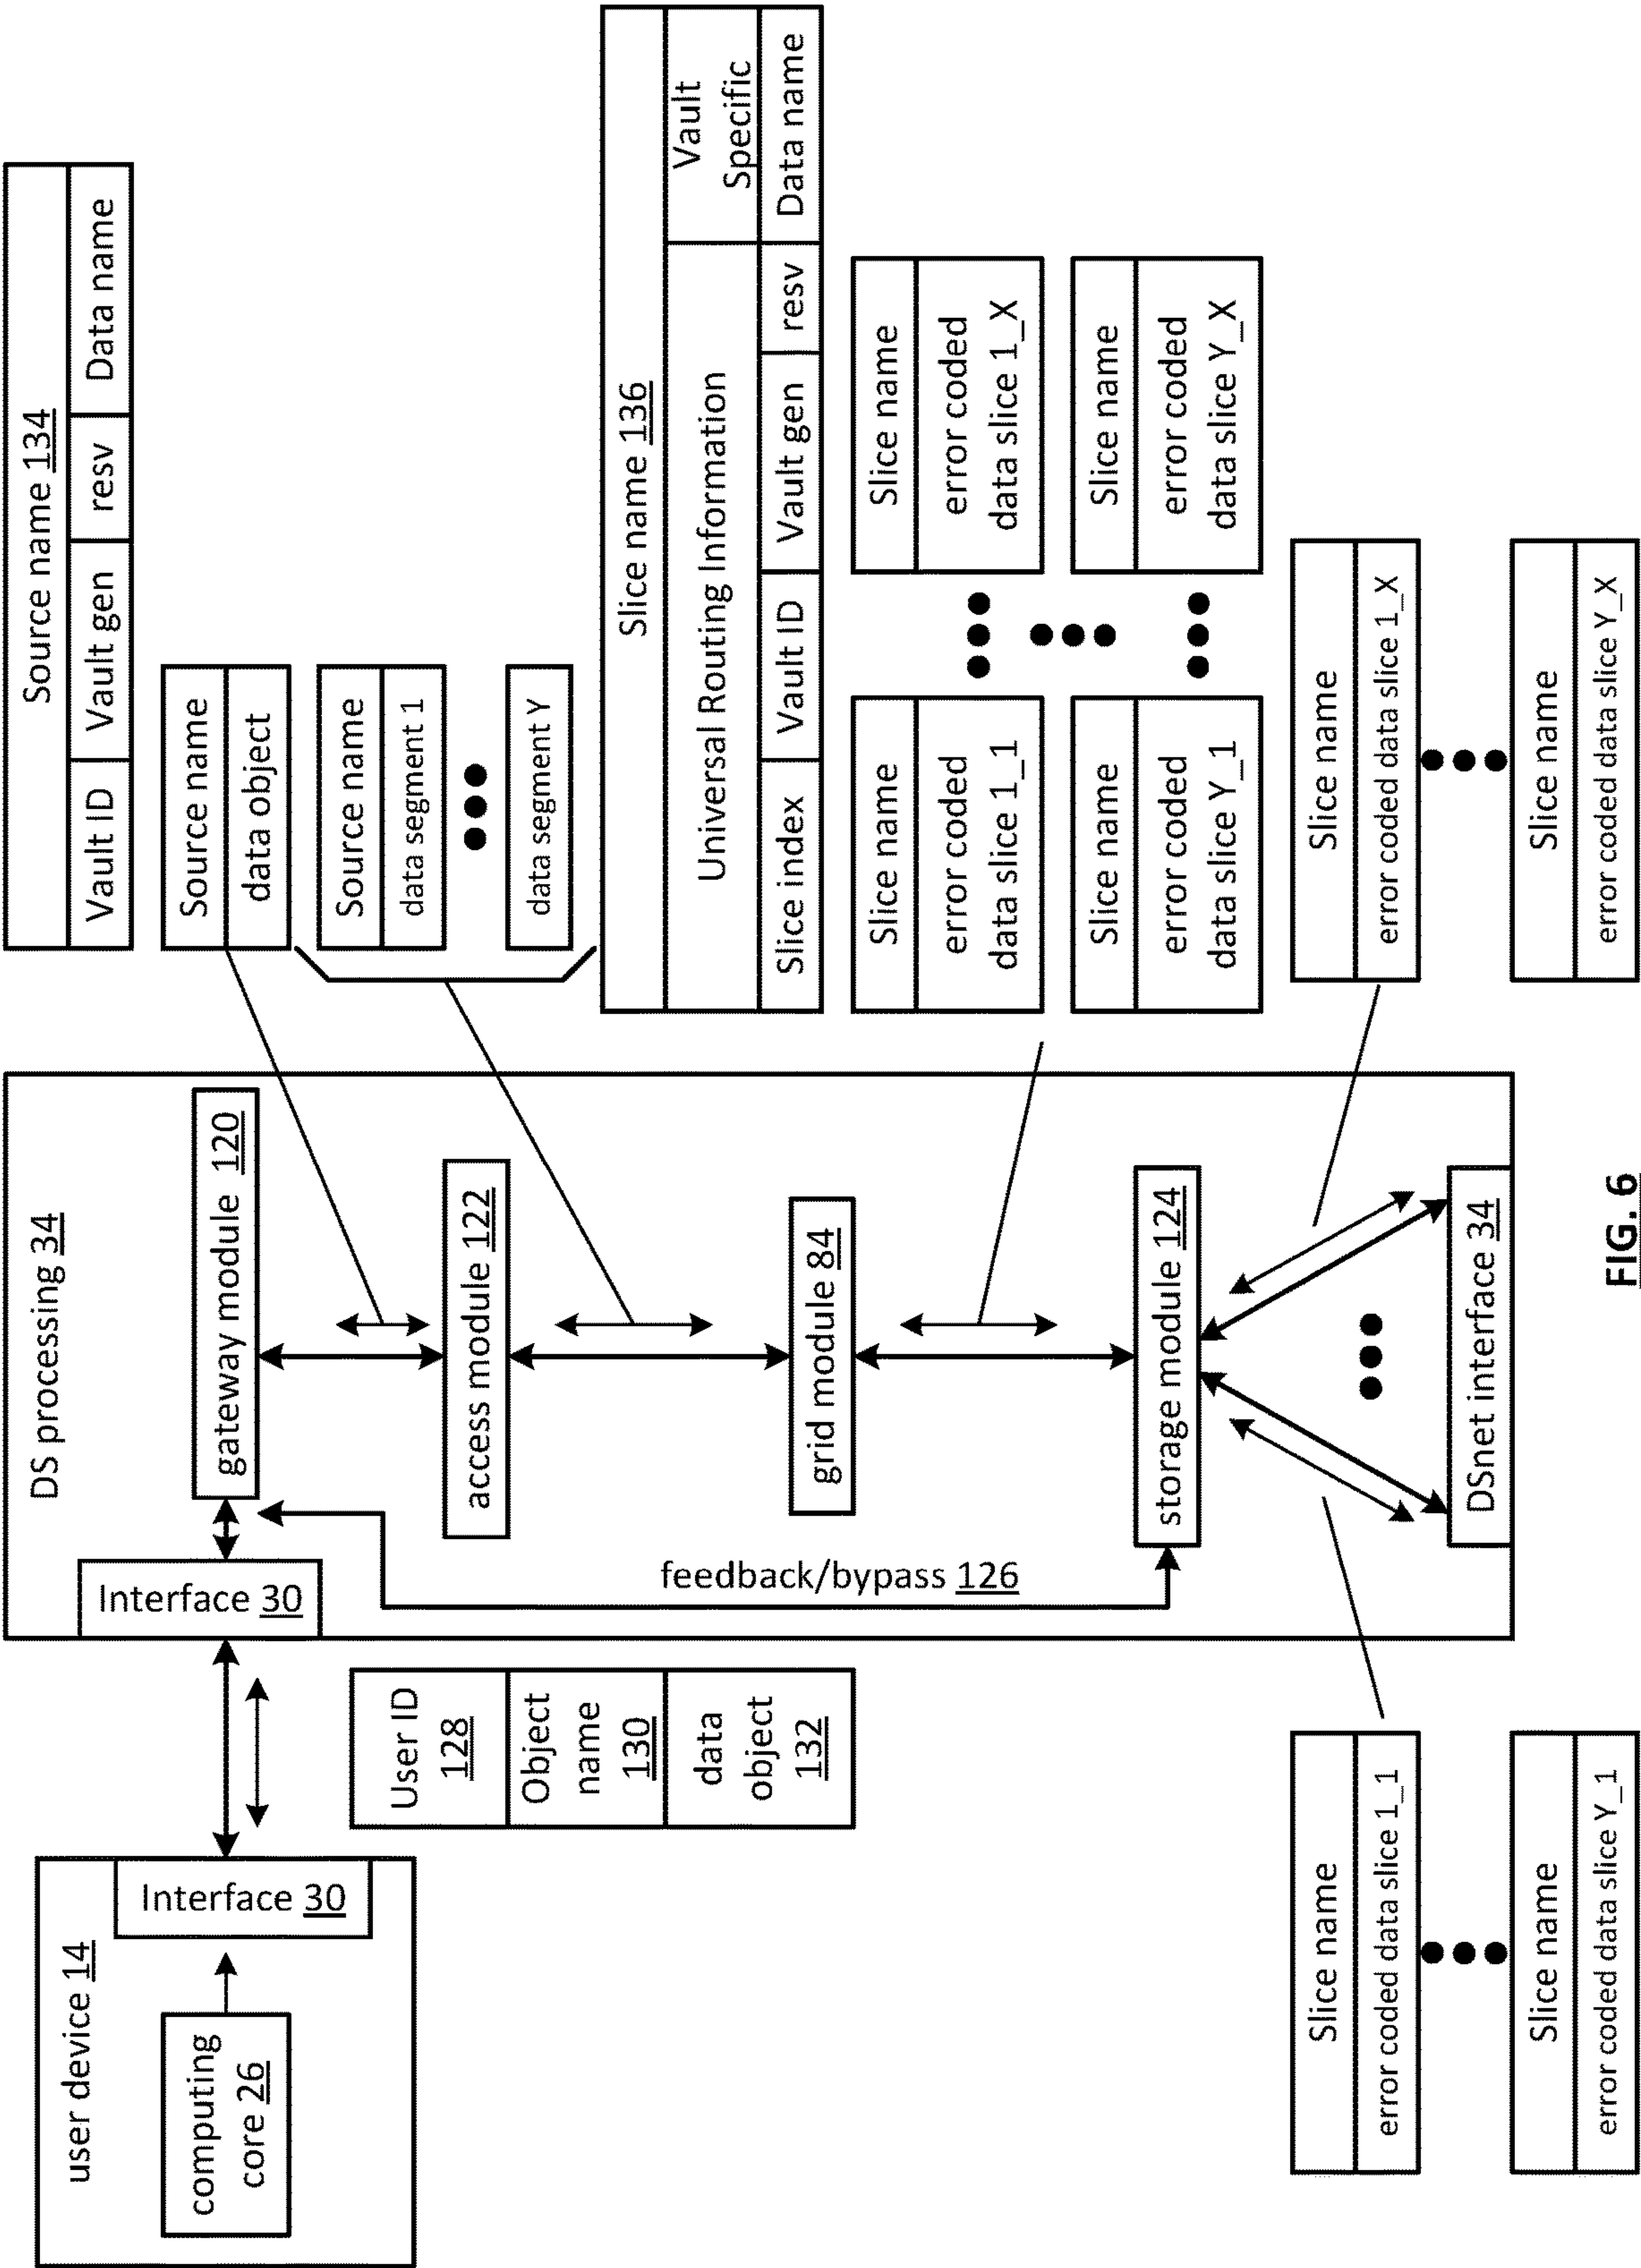 user device 14
computing
core 26
Interface 30
User ID
128
Object
name
130
data
object
132
DS processing 34
Interface 30
gateway module 120
access module 122
grid module 84
storage module 124
DSnet interface 34
feedback/bypass 126
Source name 134
Vault ID
Vault gen
resv
Data name
Source name
data object
Source name
data segment 1
data segment Y
Slice name 136
Universal Routing Information
Vault
Specific
Slice index
Vault ID
Vault gen
resv
Data name
Slice name
error coded
data slice 1_1
Slice name
error coded
data slice 1_X
Slice name
error coded
data slice Y_1
Slice name
error coded
data slice Y_X
Slice name
error coded data slice 1_1
Slice name
error coded data slice Y_1
Slice name
error coded data slice 1_X
Slice name
error coded data slice Y_X
FIG. 6